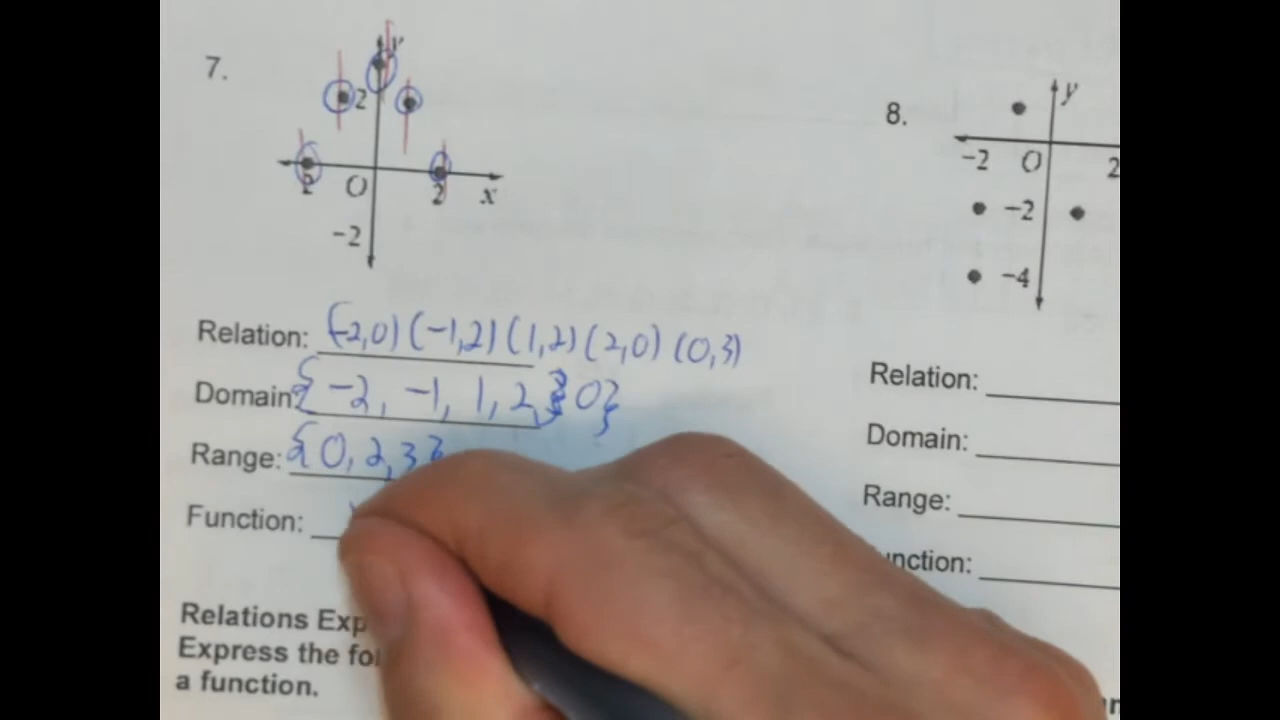 7.
y
2
2
O
2
x
-2
8.
y
-2
O
2
-2
-4
Relation: (-2,0) (-1,2) (1,2) (2,0) (0,3)
Domain: { -2, -1, 1, 2, 0}
Range: {0, 2, 3}
Function:
Relations Exp
Express the fo
a function.
Relation:
Domain:
Range:
nction: